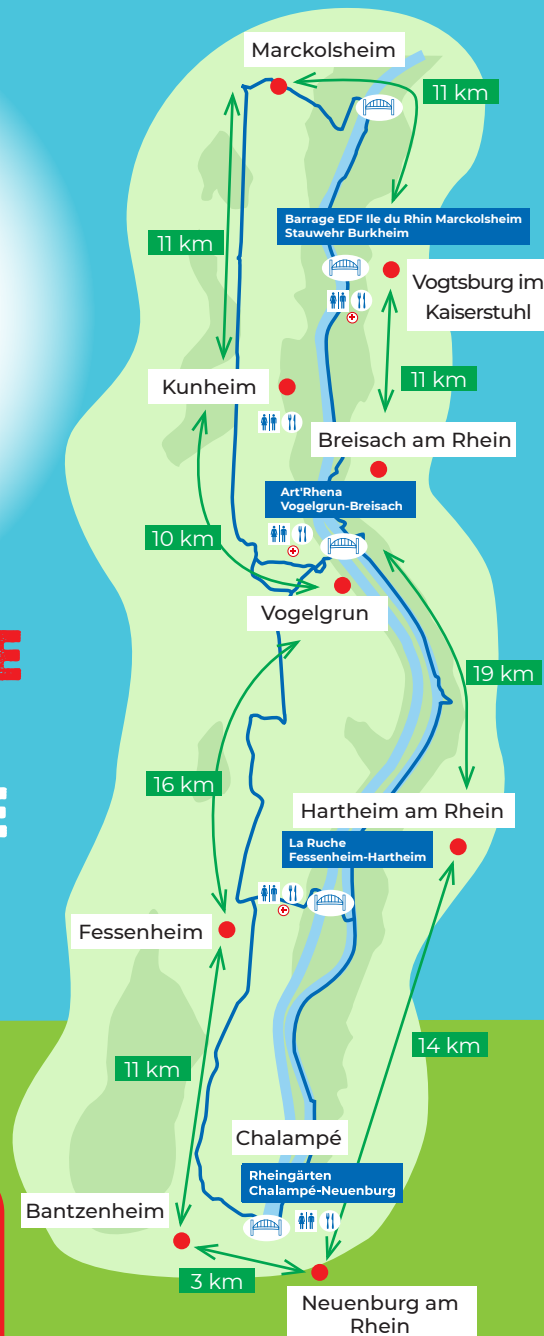 Marckolsheim
11 km
Barrage EDF Ile du Rhin Marckolsheim
Stauwehr Burkheim
11 km
Vogtsburg im
Kaiserstuhl
11 km
Kunheim
Breisach am Rhein
Art'Rhena
Vogelgrun-Breisach
10 km
Vogelgrun
19 km
16 km
Hartheim am Rhein
La Ruche
Fessenheim-Hartheim
Fessenheim
14 km
11 km
Chalampé
Rheingärten
Chalampé-Neuenburg
Bantzenheim
3 km
Neuenburg am
Rhein